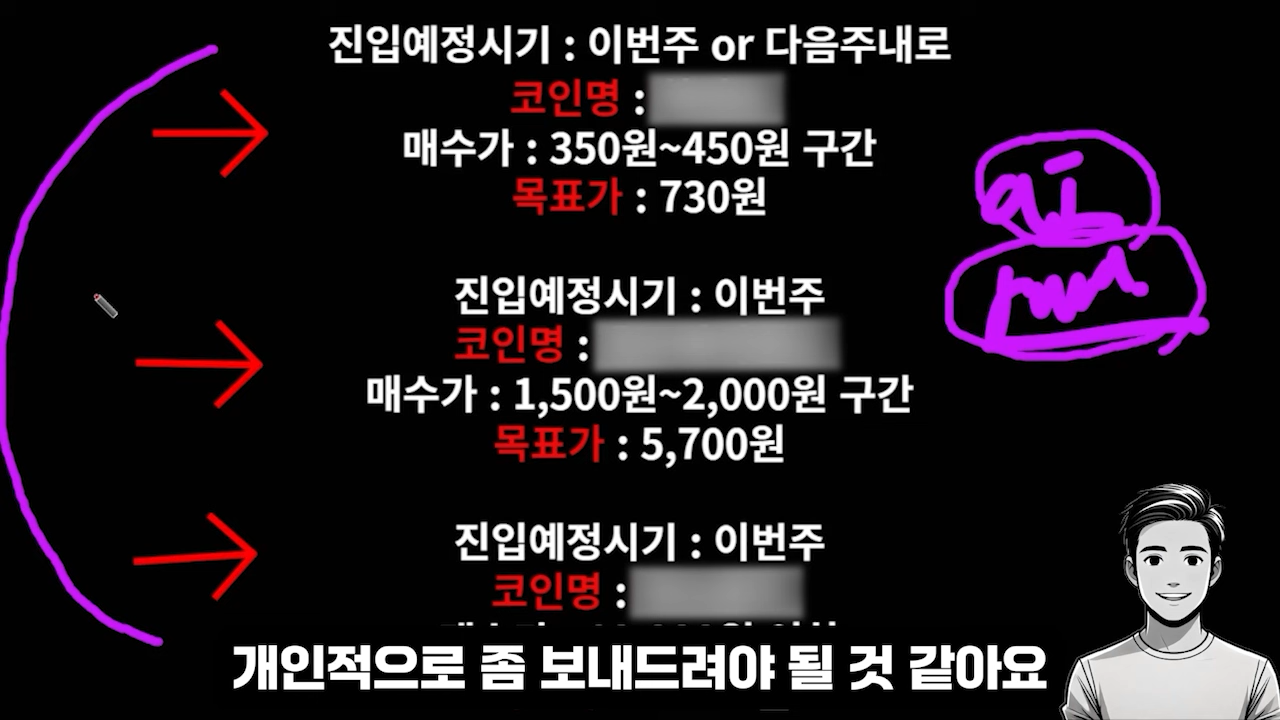 진입예정시기 : 이번주 or 다음주내로
코인명 :
매수가 : 350원~450원 구간
목표가 : 730원
진입예정시기 : 이번주
코인명 :
매수가 : 1,500원~2,000원 구간
목표가 : 5,700원
진입예정시기 : 이번주
코인명 :
개인적으로 좀 보내드려야 될 것 같아요